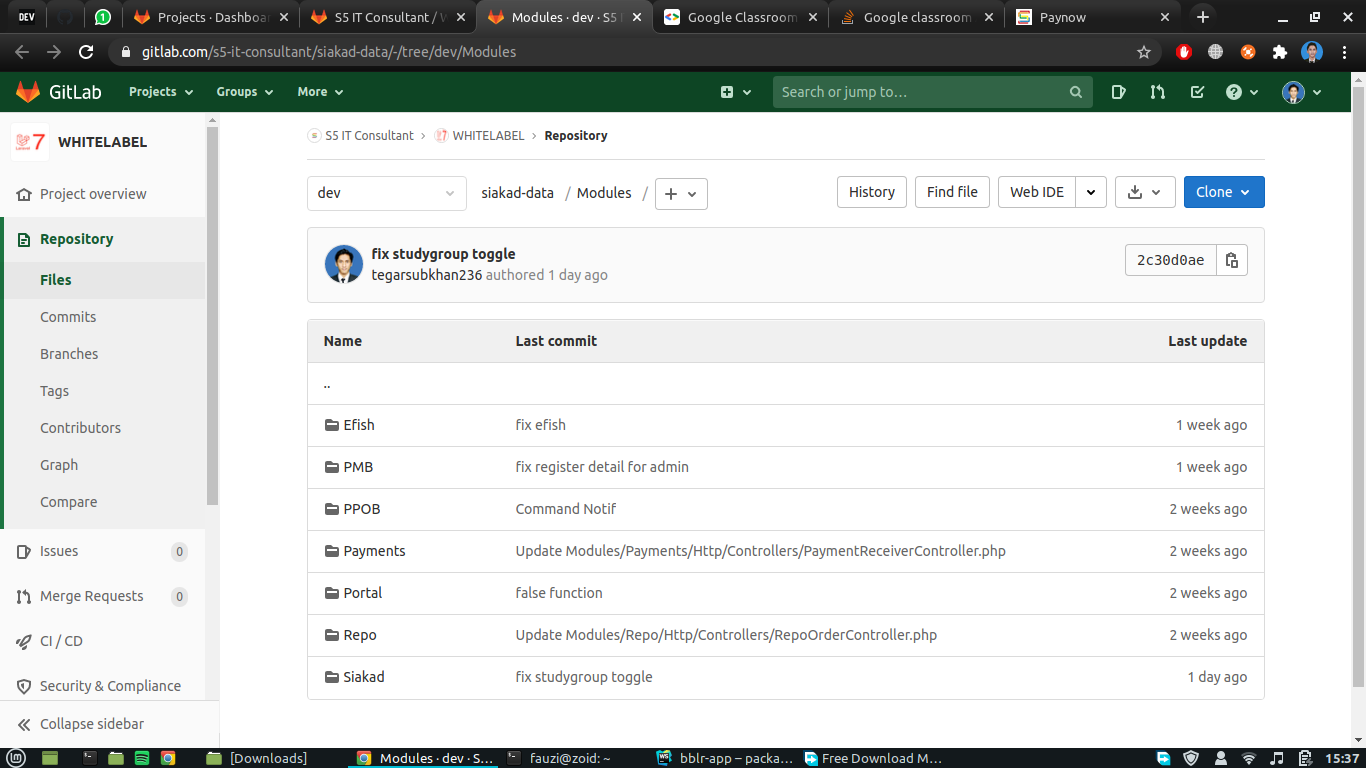 DEV
1
Projects · Dashboa
S5 IT Consultant / W
Modules · dev · S5 I
Google Classroom
Google classroom
Paynow
gitlab.com/s5-it-consultant/siakad-data/-/tree/dev/Modules
GitLab
Projects
Groups
More
Search or jump to…
7
Laravel
WHITELABEL
S
S5 IT Consultant
WHITELABEL
Repository
Project overview
dev
siakad-data / Modules /
History
Find file
Web IDE
Clone
Repository
Files
Commits
Branches
Tags
Contributors
Graph
Compare
fix studygroup toggle
tegarsubkhan236 authored 1 day ago
2c30d0ae
Name Last commit Last update
..
Efish fix efish 1 week ago
PMB fix register detail for admin 1 week ago
PPOB Command Notif 2 weeks ago
Payments Update Modules/Payments/Http/Controllers/PaymentReceiverController.php 2 weeks ago
Portal false function 2 weeks ago
Repo Update Modules/Repo/Http/Controllers/RepoOrderController.php 2 weeks ago
Siakad fix studygroup toggle 1 day ago
Issues 0
Merge Requests 0
CI / CD
Security & Compliance
Collapse sidebar
[Downloads]
Modules · dev · S...
fauzi@zoid: ~
bblr-app – packa...
Free Download M...
15:37